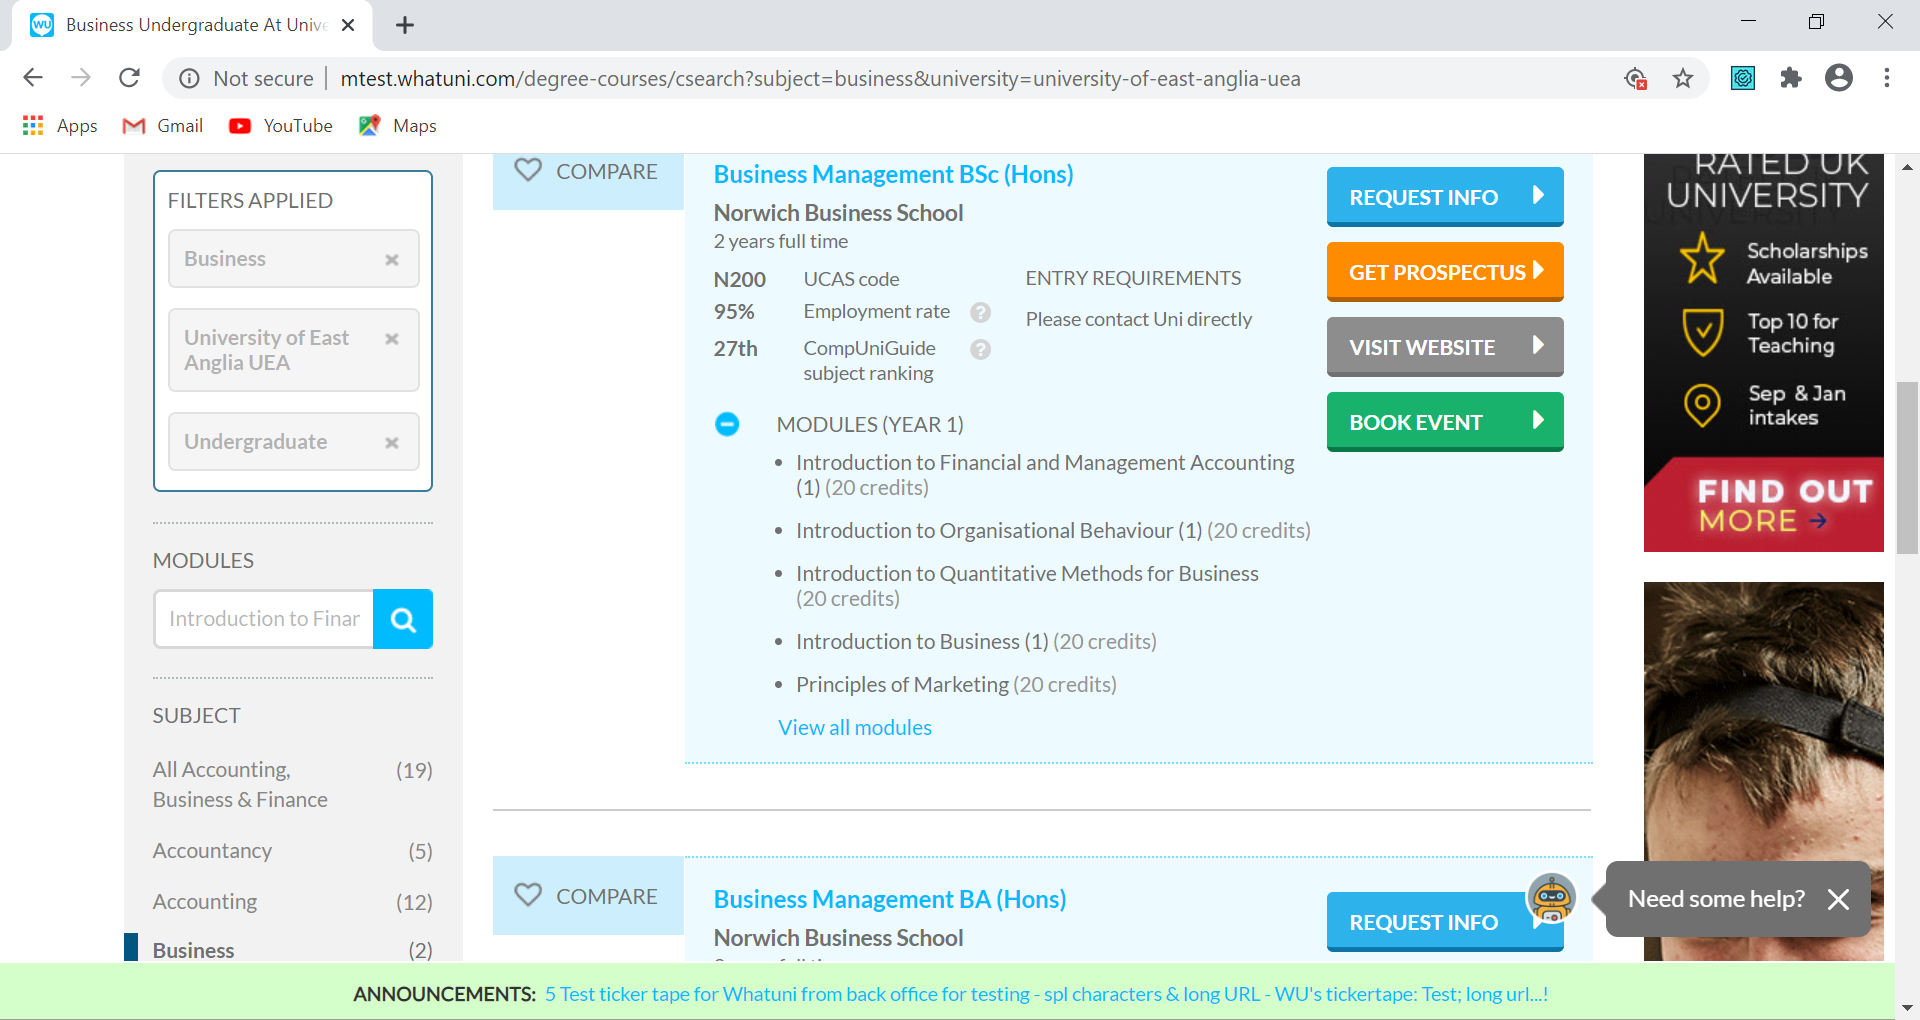 Business Undergraduate At Unive
Not secure
mtest.whatuni.com/degree-courses/csearch?subject=business&university=university-of-east-anglia-uea
Apps
Gmail
YouTube
Maps
FILTERS APPLIED
Business
University of East
Anglia UEA
Undergraduate
MODULES
Introduction to Finar
SUBJECT
All Accounting,
Business & Finance
(19)
Accountancy (5)
Accounting (12)
Business (2)
COMPARE
Business Management BSc (Hons)
Norwich Business School
2 years full time
N200 UCAS code
95% Employment rate ?
27th CompUniGuide ?
subject ranking
ENTRY REQUIREMENTS
Please contact Uni directly
REQUEST INFO
GET PROSPECTUS
VISIT WEBSITE
BOOK EVENT
MODULES (YEAR 1)
• Introduction to Financial and Management Accounting
(1) (20 credits)
• Introduction to Organisational Behaviour (1) (20 credits)
• Introduction to Quantitative Methods for Business
(20 credits)
• Introduction to Business (1) (20 credits)
• Principles of Marketing (20 credits)
View all modules
COMPARE
Business Management BA (Hons)
Norwich Business School
REQUEST INFO
RATED UK
UNIVERSITY
Scholarships
Available
Top 10 for
Teaching
Sep & Jan
intakes
FIND OUT
MORE →
Need some help?
ANNOUNCEMENTS: 5 Test ticker tape for Whatuni from back office for testing - spl characters & long URL - WU's tickertape: Test; long url...!